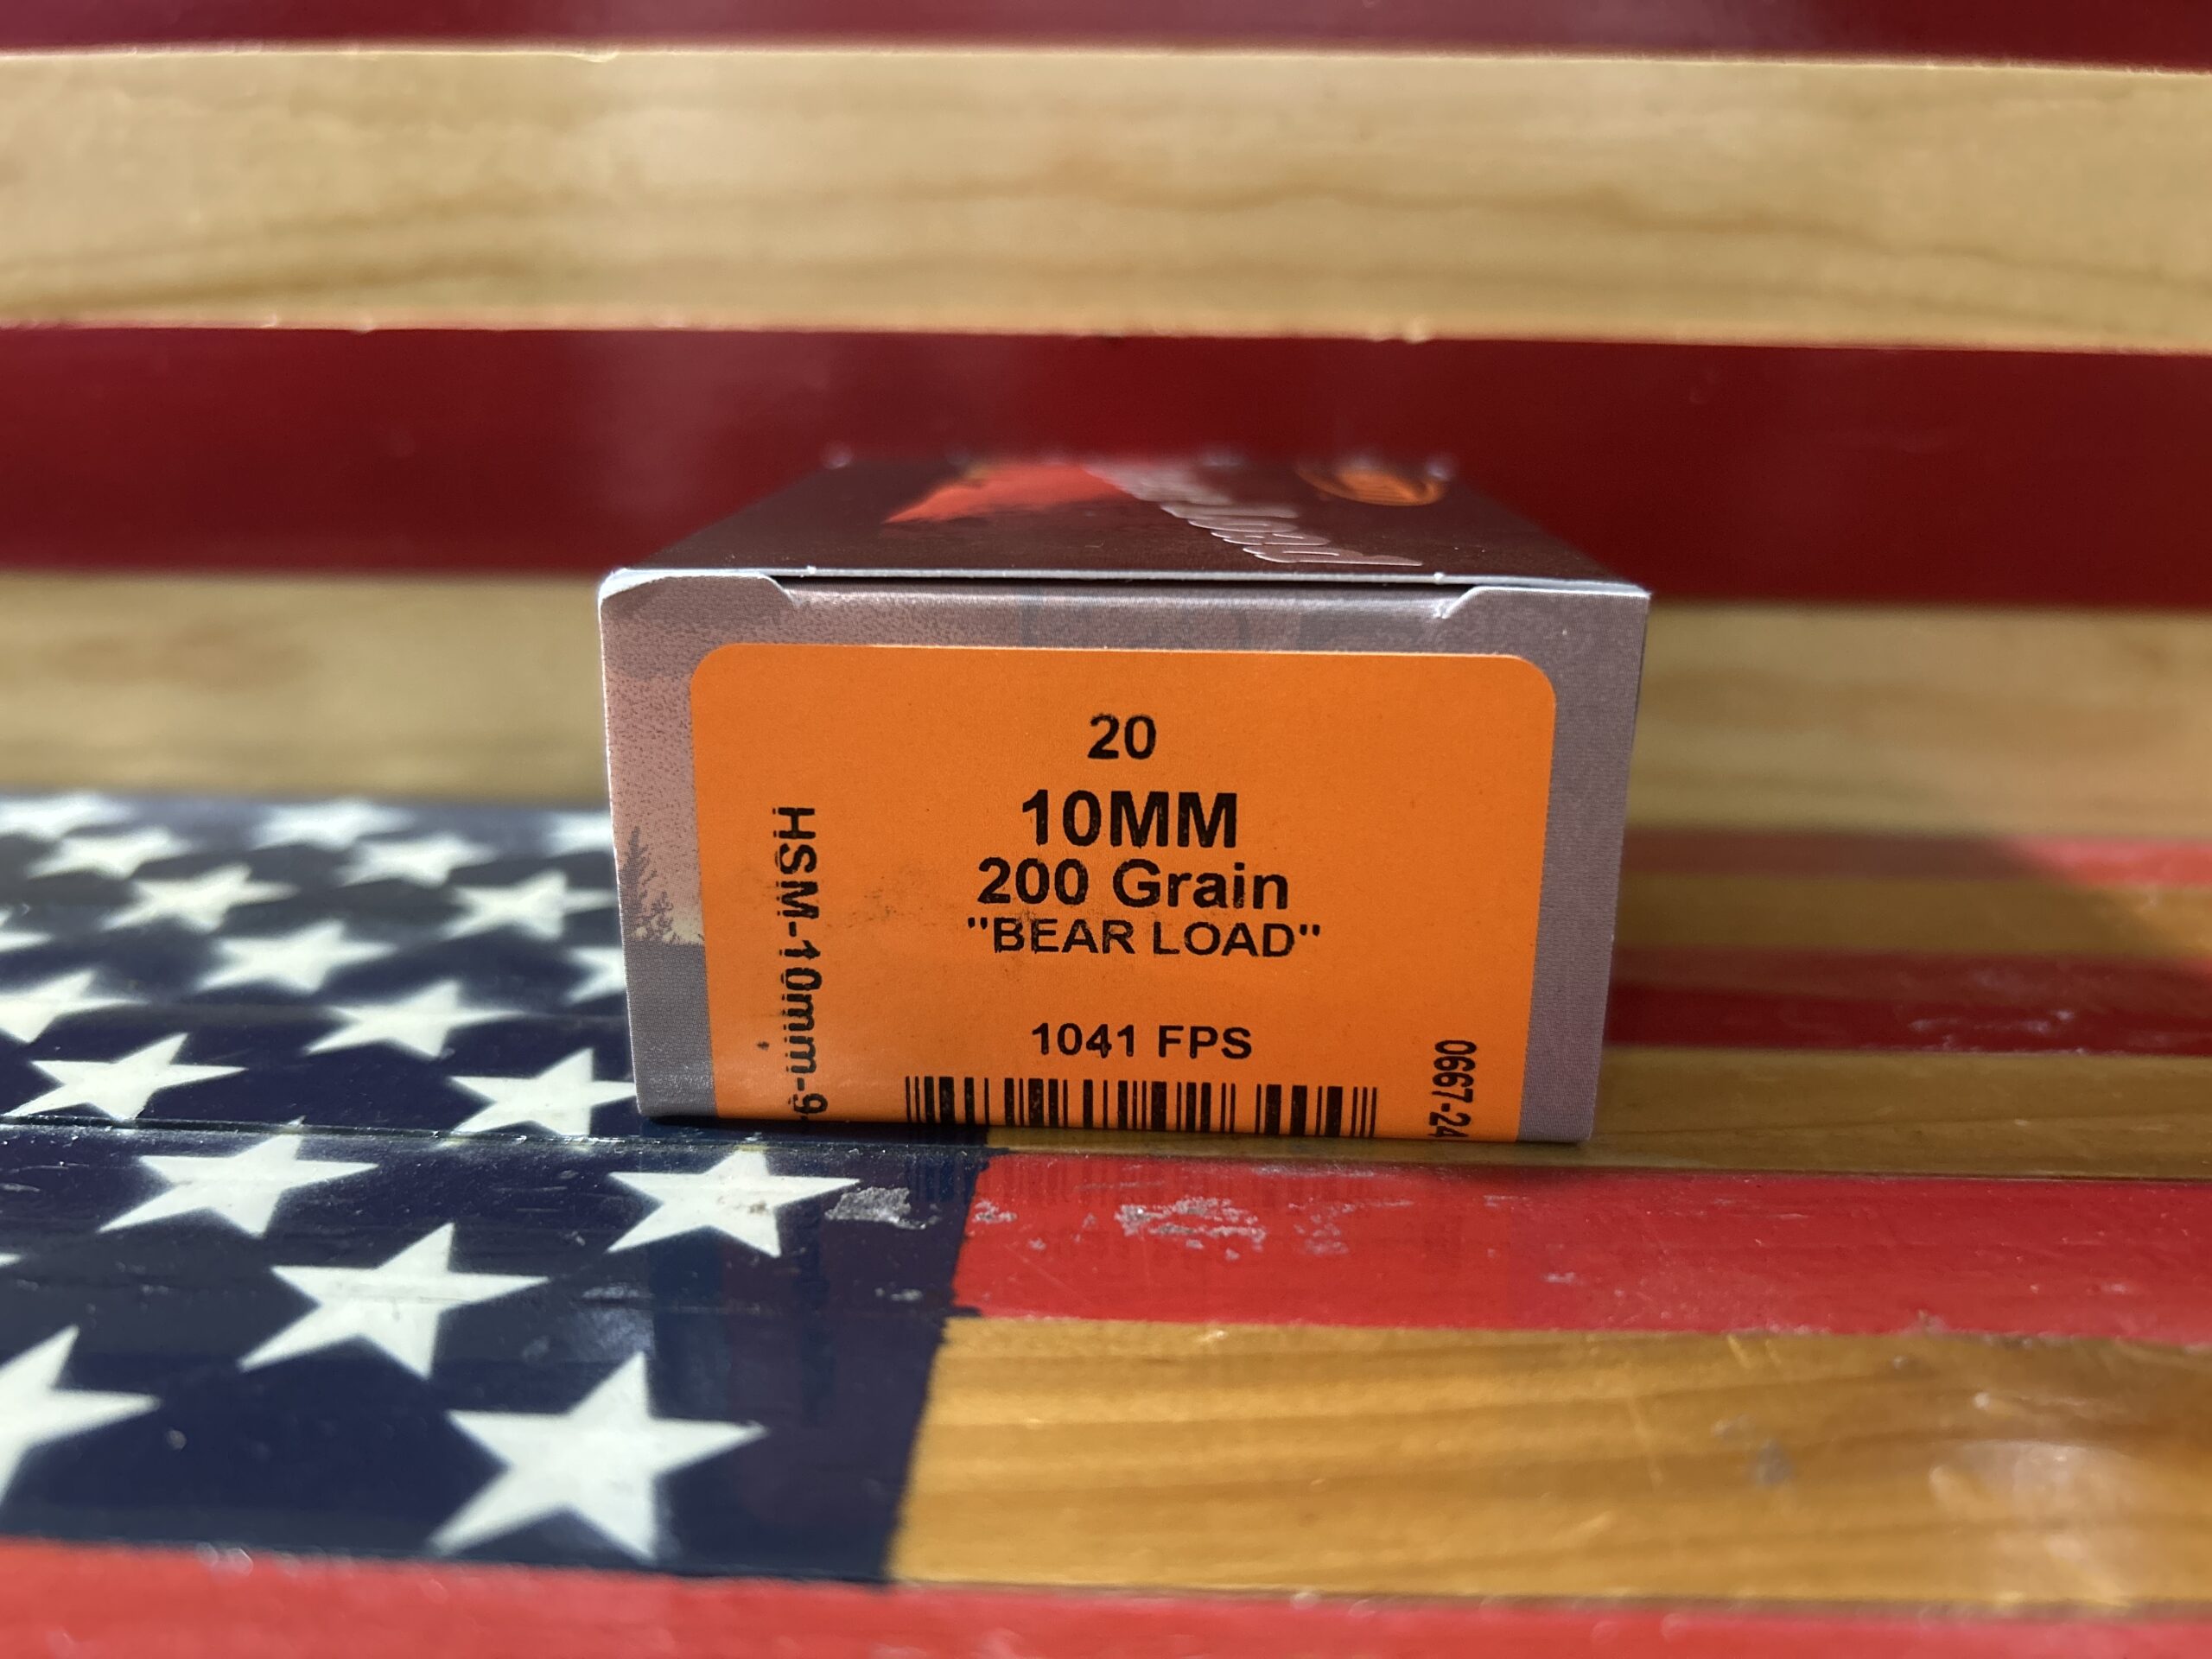 20
10MM
200 Grain
"BEAR LOAD"
1041 FPS
HSM-10mm-9
0667-24